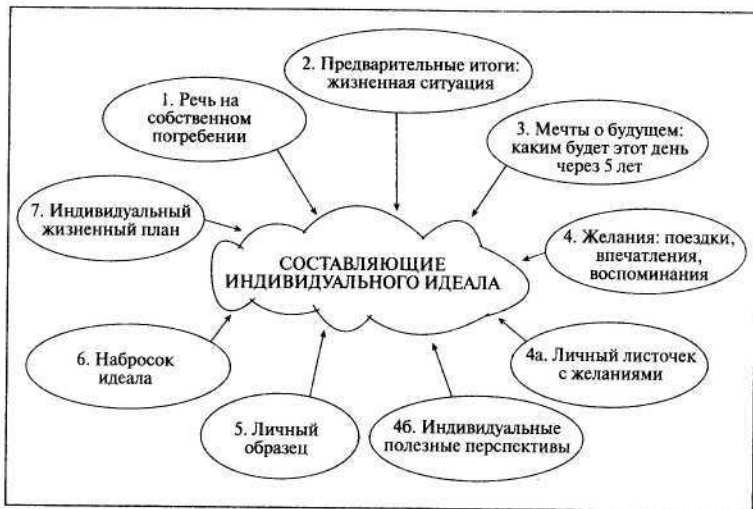 1. Речь на
собственном
погребении
2. Предварительные итоги:
жизненная ситуация
3. Мечты о будущем:
каким будет этот день
через 5 лет
4. Желания: поездки,
впечатления,
воспоминания
4а. Личный листочек
с желаниями
4б. Индивидуальные
полезные перспективы
5. Личный
образец
6. Набросок
идеала
7. Индивидуальный
жизненный план
СОСТАВЛЯЮЩИЕ
ИНДИВИДУАЛЬНОГО ИДЕАЛА